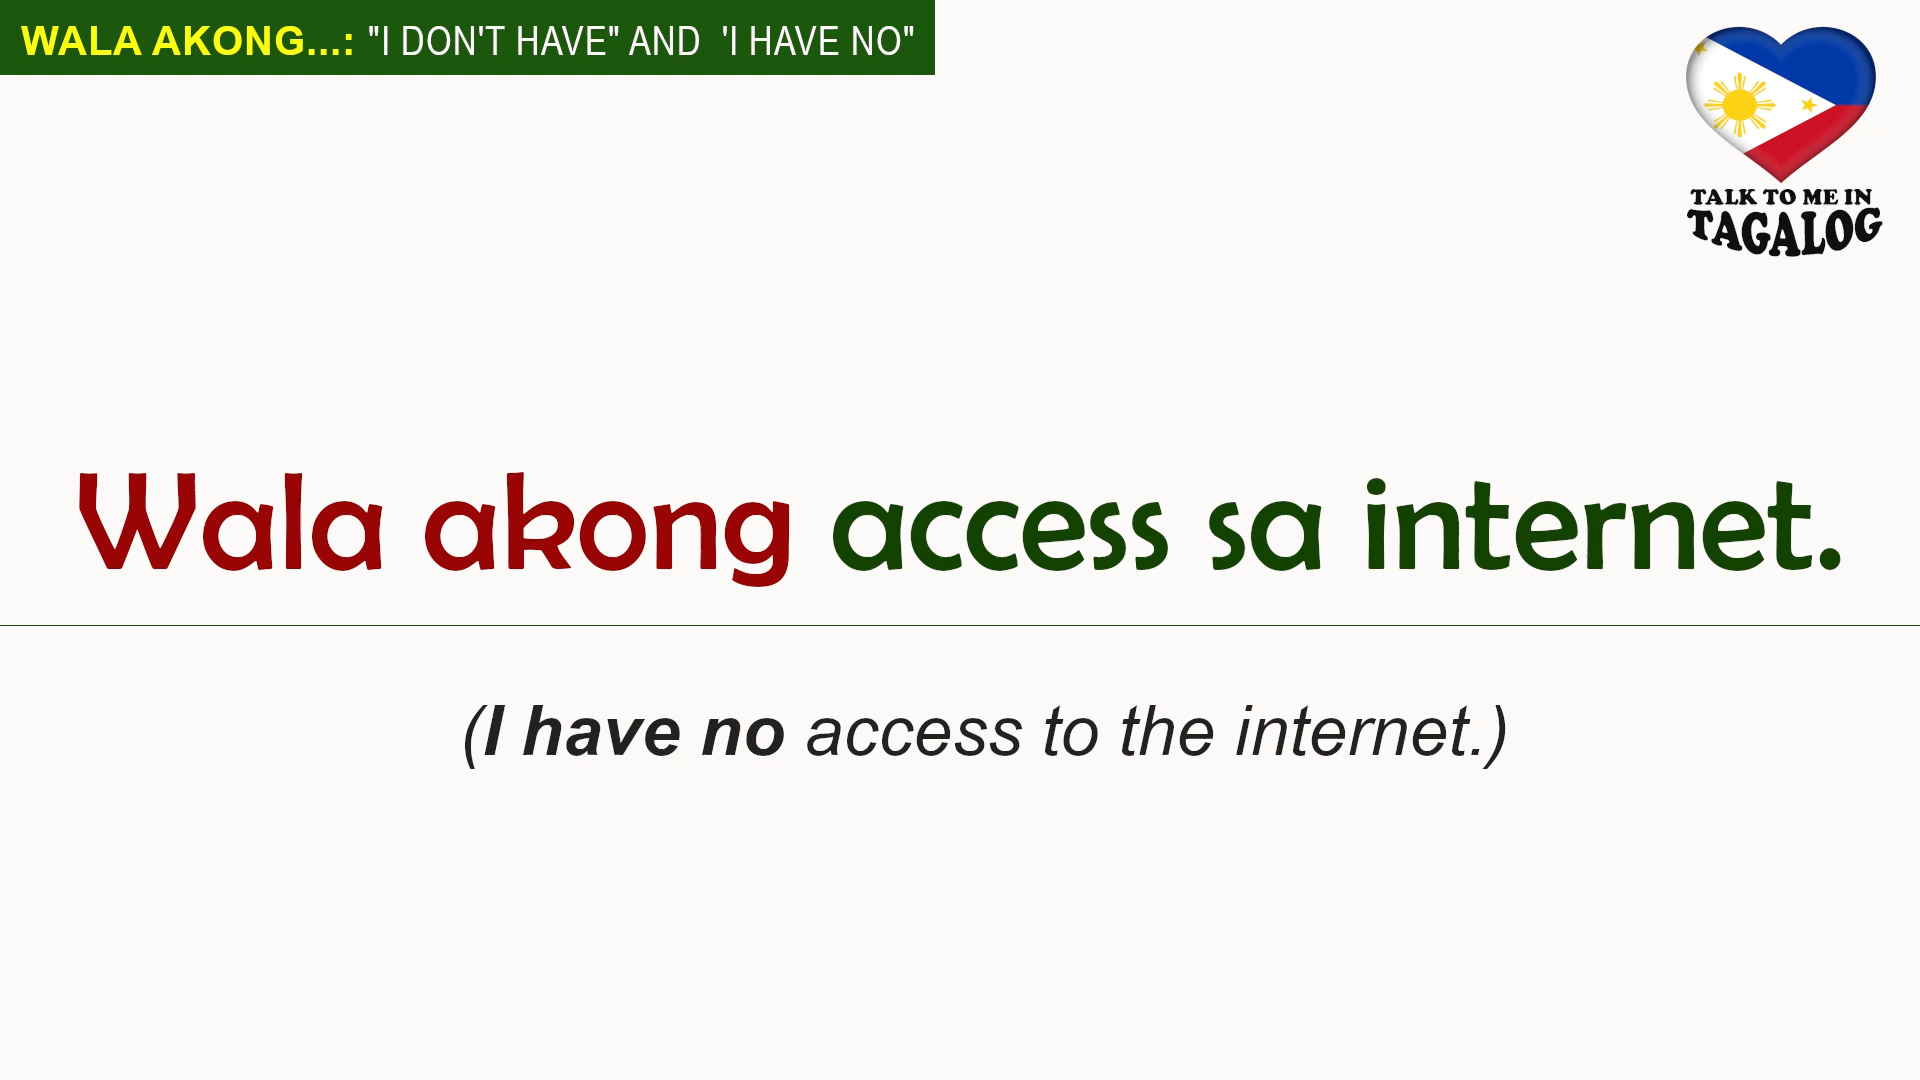 WALA AKONG...: "I DON'T HAVE" AND  'I HAVE NO"
TALK TO ME IN
TAGALOG
Wala akong access sa internet.
(I have no access to the internet.)